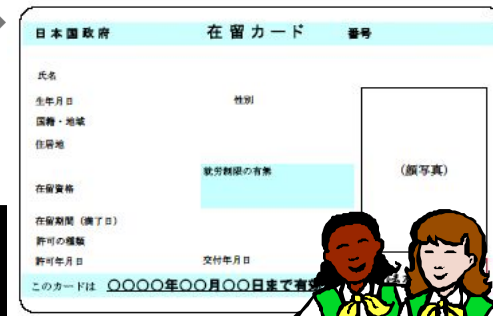 日本国政府 在留カード 番号
氏名
生年月日 性別
国籍・地域
住居地
就労制限の有無
(顔写真)
在留資格
在留期間(満了日)
許可の種類
許可年月日 交付年月日
このカードは 〇〇〇〇年〇〇月〇〇日まで有効